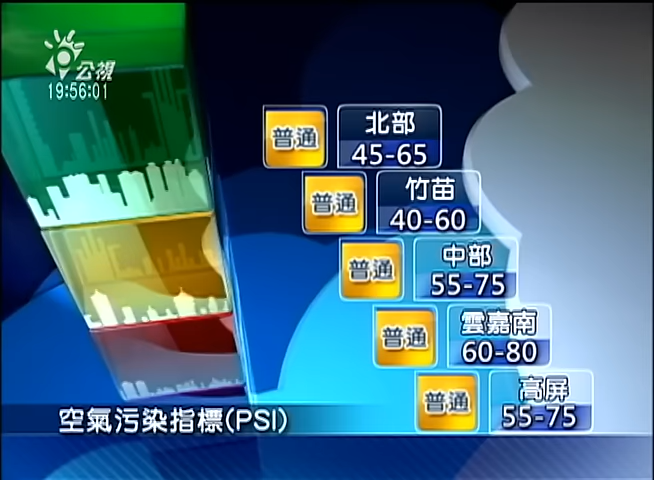 公視
19:56:01
普通 北部
45-65
普通 竹苗
40-60
普通 中部
55-75
普通 雲嘉南
60-80
普通 高屏
55-75
空氣污染指標(PSI)